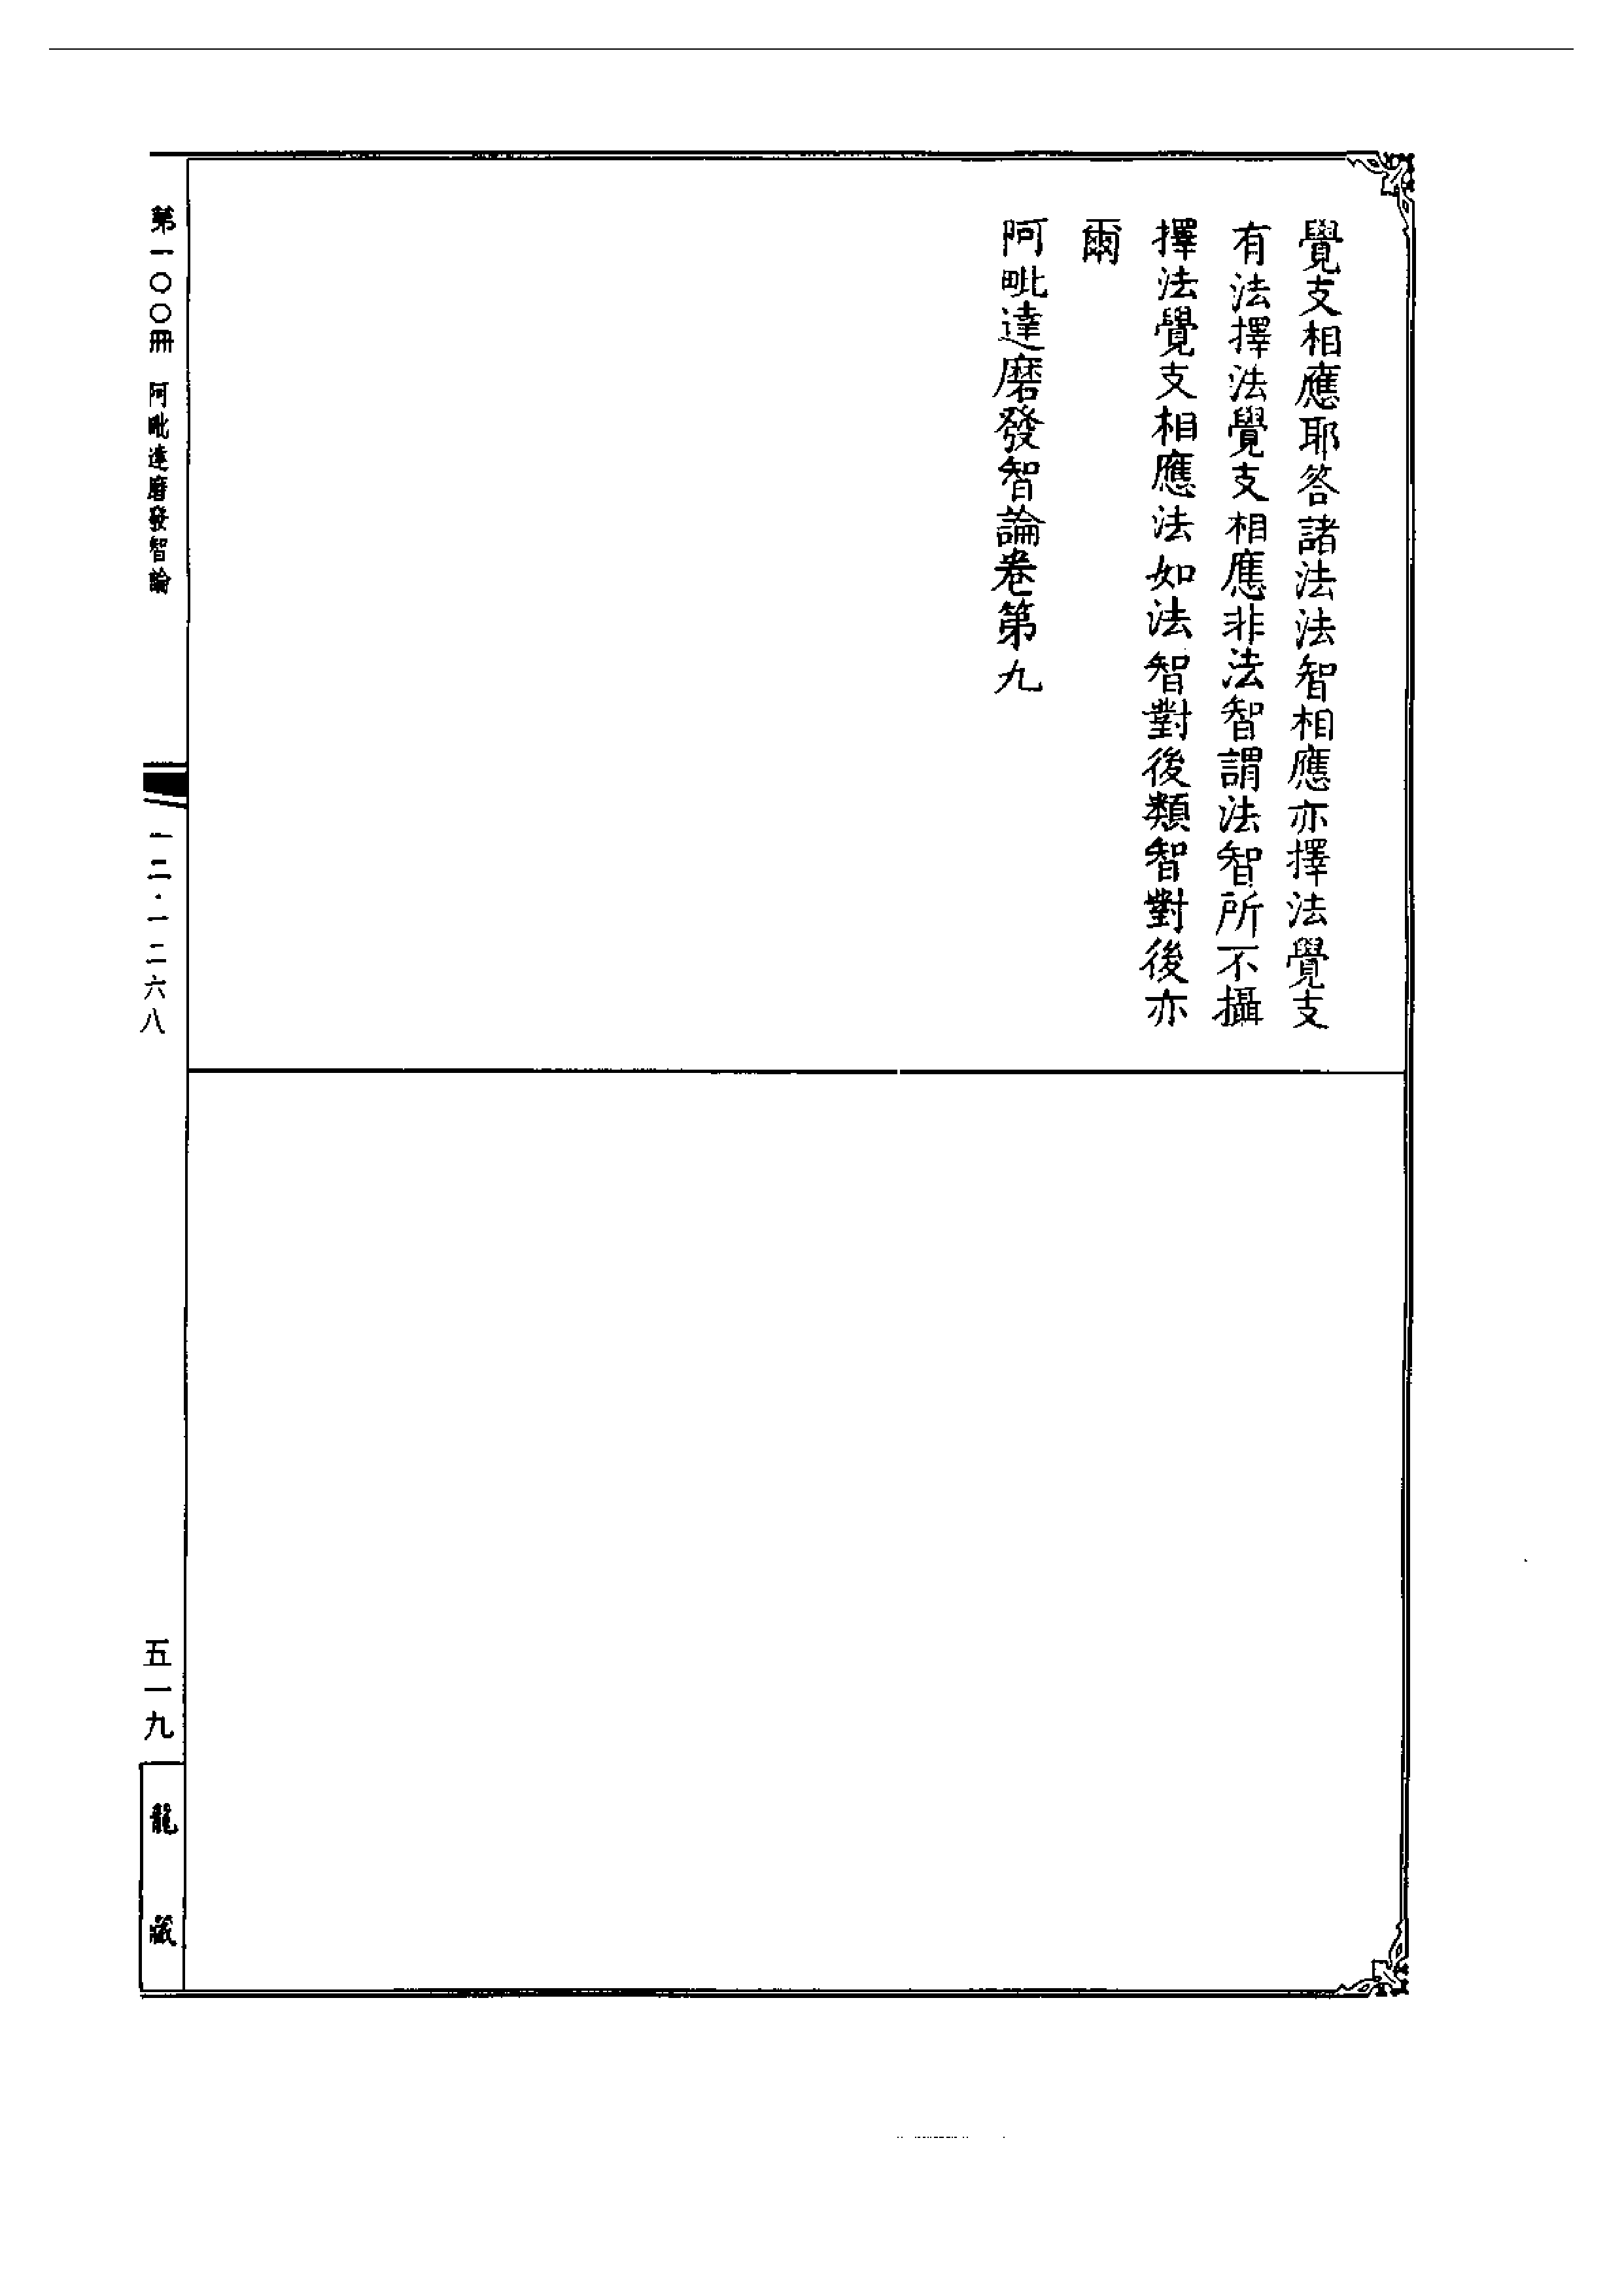 覺支相應耶答諸法法智相應亦擇法覺支
有法擇法覺支相應非法智謂法智所不攝
擇法覺支相應法如法智對後類智對後亦
爾
阿毗達磨發智論卷第九
第一〇〇冊 阿毗達磨發智論
一二·一二六八
五一九
龍藏